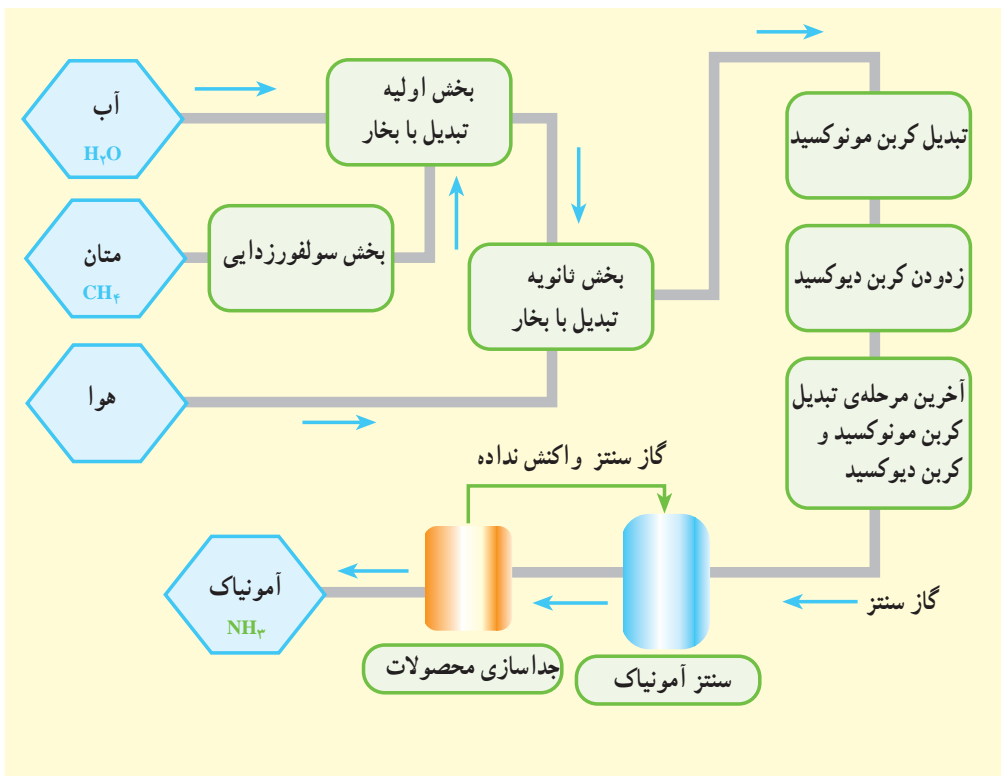 آب
H₂O
متان
CH₴
هوا
بخش سولفورزدایی
بخش اولیه
تبدیل با بخار
بخش ثانویه
تبدیل با بخار
تبدیل کربن مونوکسید
زدودن کربن دیوکسید
آخرین مرحله‌ی تبدیل
کربن مونوکسید و
کربن دیوکسید
گاز سنتز
سنتز آمونیاک
گاز سنتز واکنش نداده
جداسازی محصولات
آمونیاک
NH۳